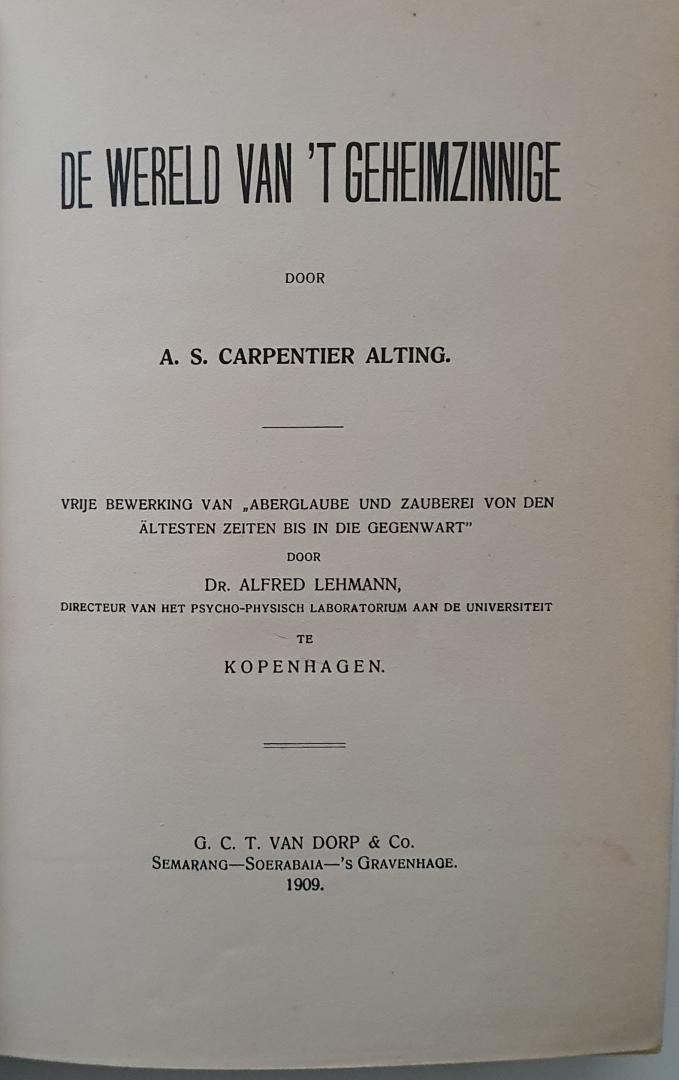 DE WERELD VAN 'T GEHEIMZINNIGE
DOOR
A. S. CARPENTIER ALTING.
VRIJE BEWERKING VAN „ABERGLAUBE UND ZAUBEREI VON DEN
ÄLTESTEN ZEITEN BIS IN DIE GEGENWART”
DOOR
DR. ALFRED LEHMANN,
DIRECTEUR VAN HET PSYCHO-PHYSISCH LABORATORIUM AAN DE UNIVERSITEIT
TE
KOPENHAGEN.
G. C. T. VAN DORP & Co.
SEMARANG—SOERABAIA—'S GRAVENHAGE.
1909.